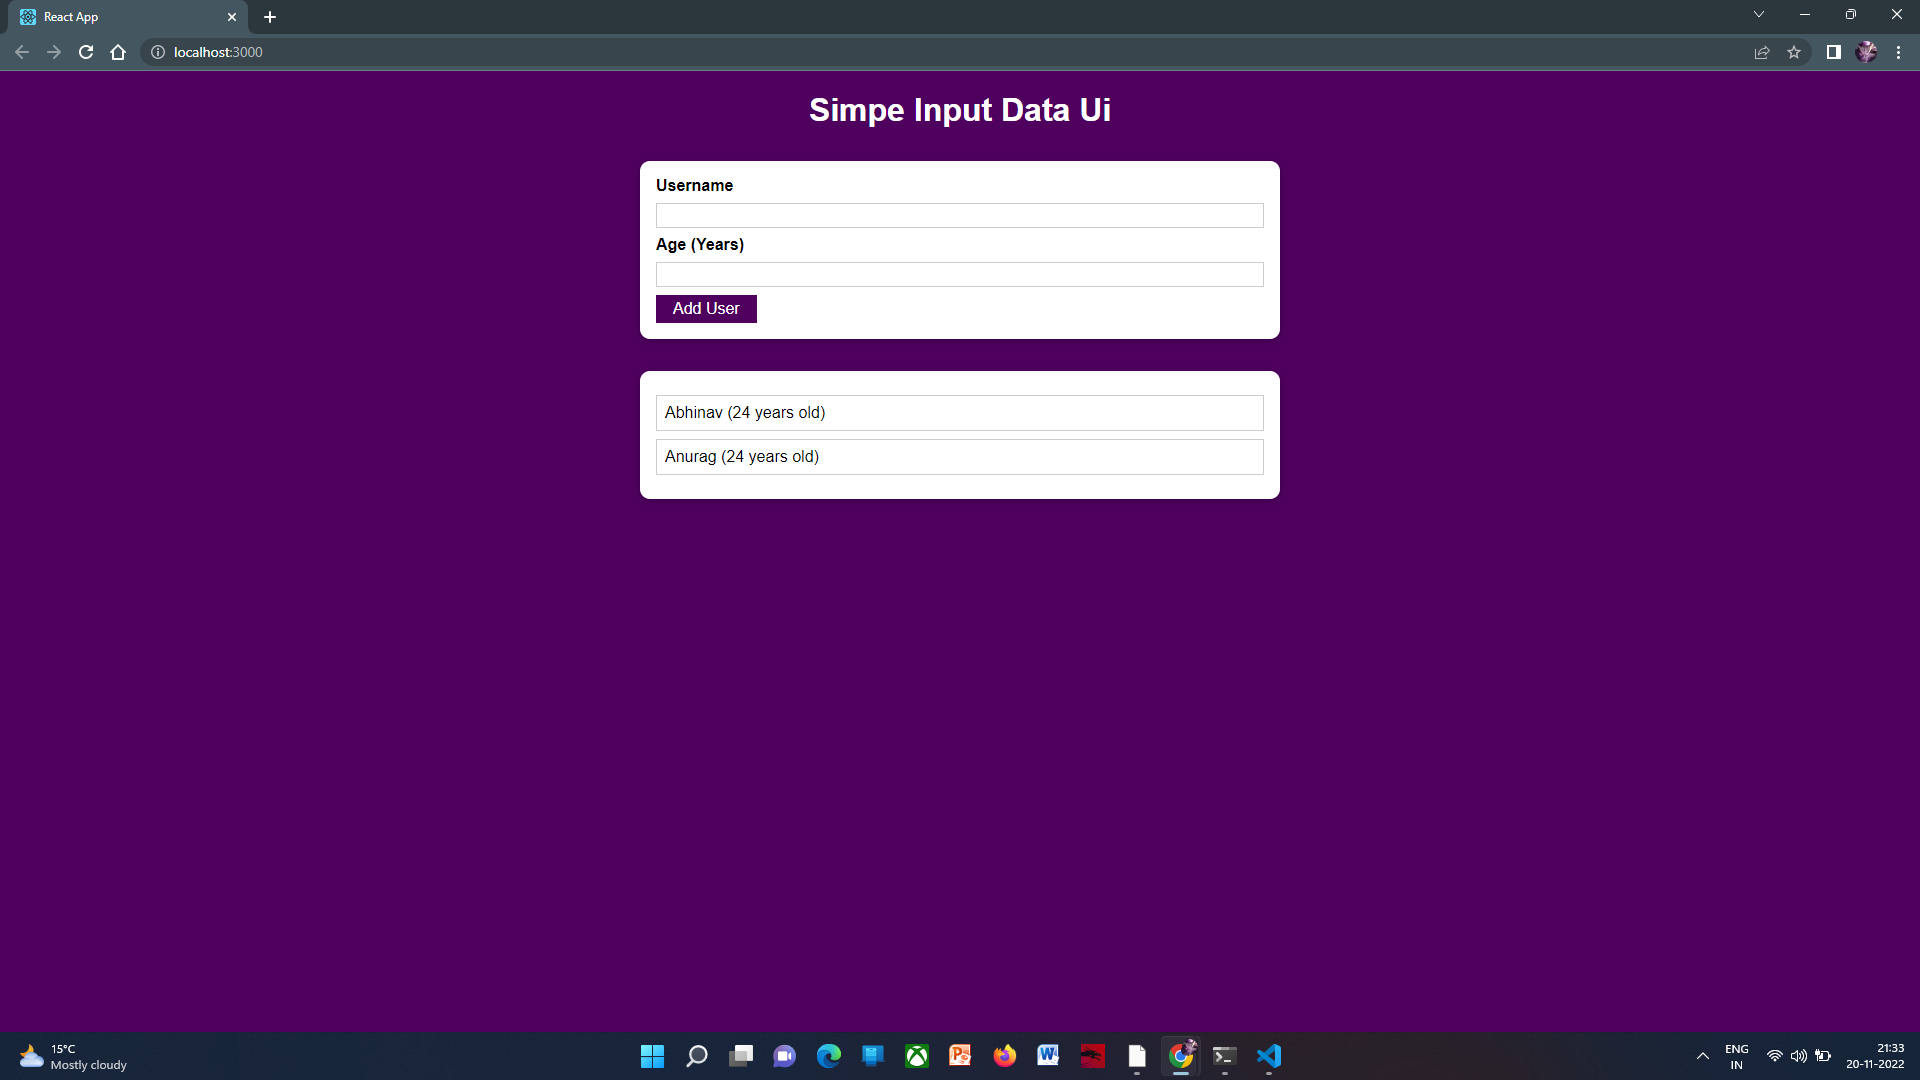 React App
localhost:3000
Simpe Input Data Ui
Username
Age (Years)
Add User
Abhinav (24 years old)
Anurag (24 years old)
15°C
Mostly cloudy
ENG
IN
21:33
20-11-2022